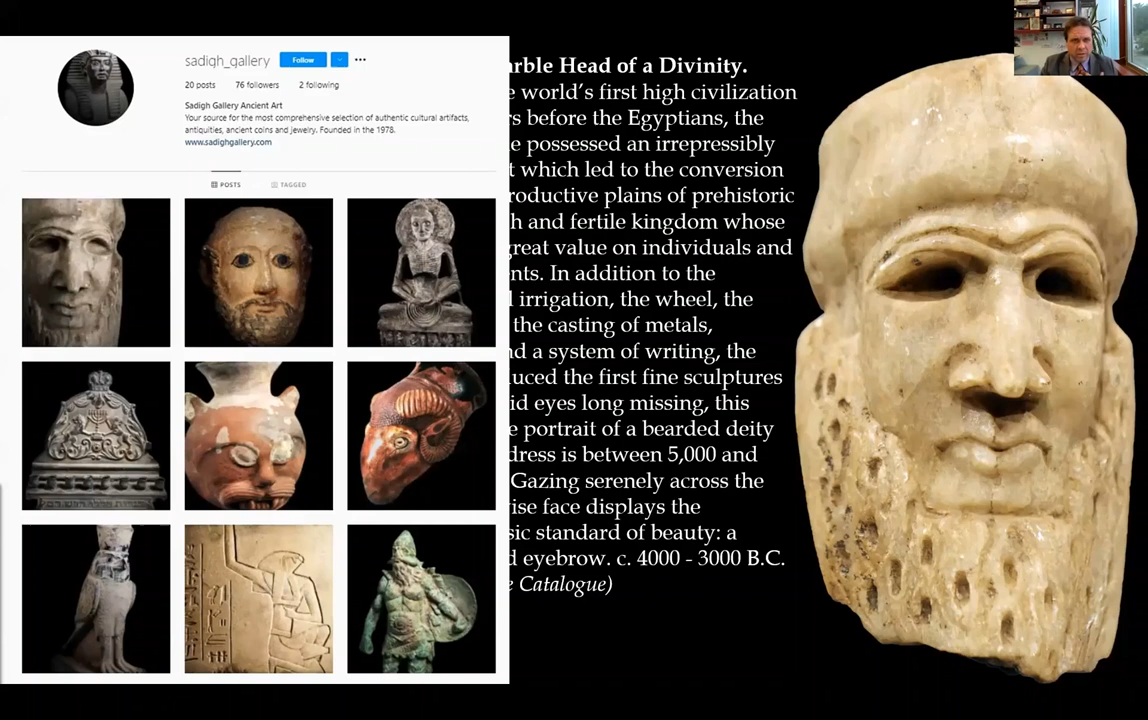 sadigh_gallery
Follow
20 posts 76 followers 2 following
Sadigh Gallery Ancient Art
Your source for the most comprehensive selection of authentic cultural artifacts,
antiquities, ancient coins and jewelry. Founded in the 1978.
www.sadighgallery.com
POSTS TAGGED
arble Head of a Divinity.
e world's first high civilization
rs before the Egyptians, the
e possessed an irrepressibly
t which led to the conversion
roductive plains of prehistoric
h and fertile kingdom whose
great value on individuals and
nts. In addition to the
l irrigation, the wheel, the
the casting of metals,
nd a system of writing, the
uced the first fine sculptures
id eyes long missing, this
e portrait of a bearded deity
dress is between 5,000 and
Gazing serenely across the
ise face displays the
sic standard of beauty: a
d eyebrow. c. 4000 - 3000 B.C.
e Catalogue)